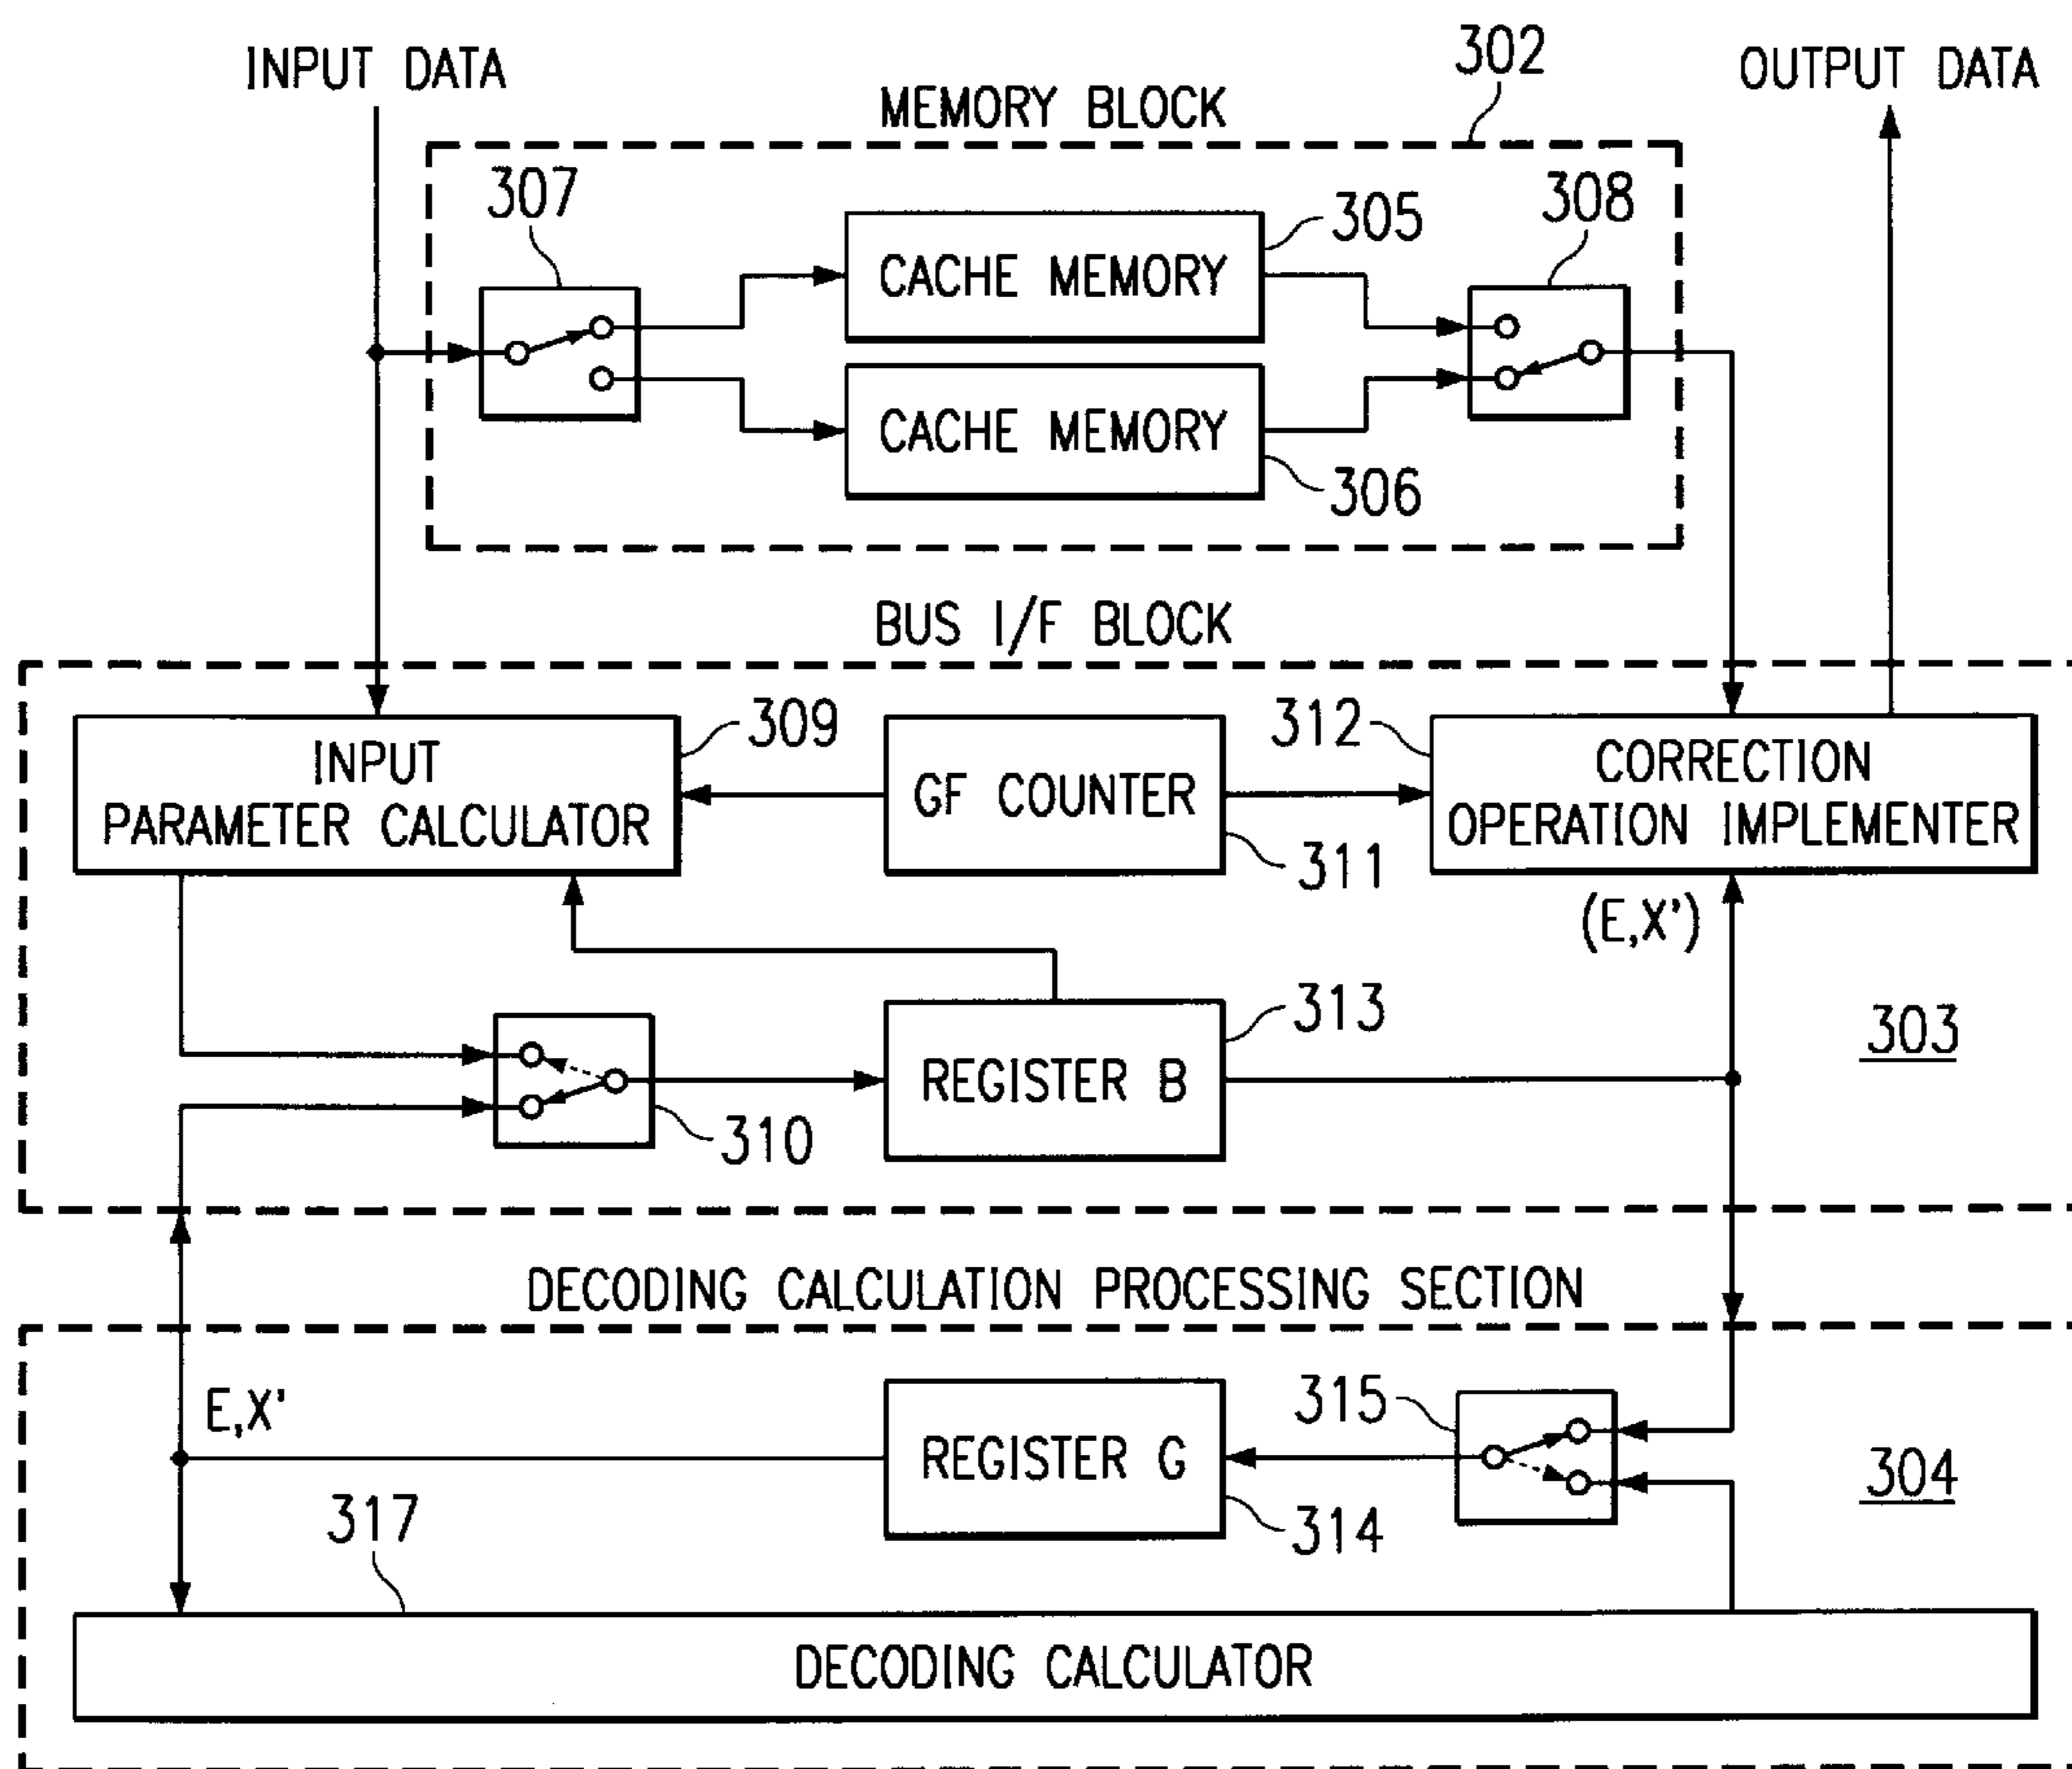 INPUT DATA
302
OUTPUT DATA
MEMORY BLOCK
307
305
308
CACHE MEMORY
CACHE MEMORY
306
BUS I/F BLOCK
309
312
INPUT
PARAMETER CALCULATOR
GF COUNTER
CORRECTION
OPERATION IMPLEMENTER
311
(E,X')
313
303
REGISTER B
310
DECODING CALCULATION PROCESSING SECTION
E,X'
315
REGISTER G
304
317
314
DECODING CALCULATOR